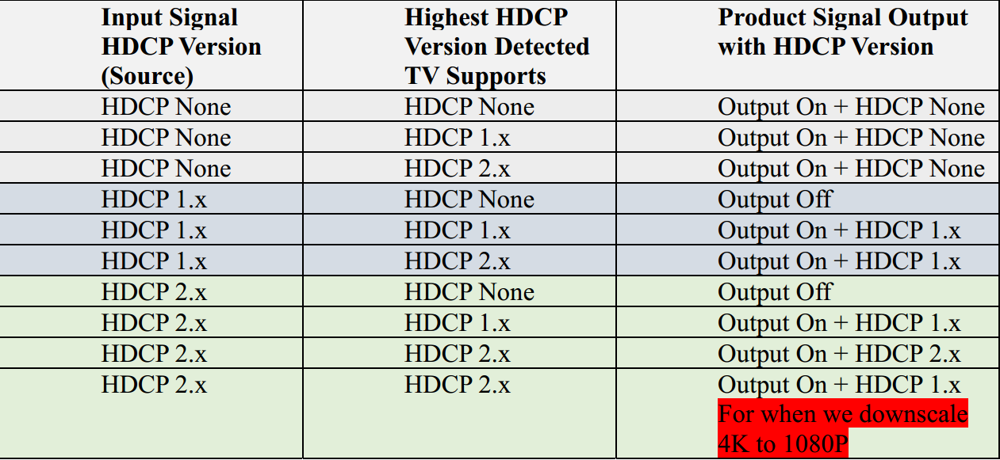 Input Signal
HDCP Version
(Source)
Highest HDCP
Version Detected
TV Supports
Product Signal Output
with HDCP Version
HDCP None HDCP None Output On + HDCP None
HDCP None HDCP 1.x Output On + HDCP None
HDCP None HDCP 2.x Output On + HDCP None
HDCP 1.x HDCP None Output Off
HDCP 1.x HDCP 1.x Output On + HDCP 1.x
HDCP 1.x HDCP 2.x Output On + HDCP 1.x
HDCP 2.x HDCP None Output Off
HDCP 2.x HDCP 1.x Output On + HDCP 1.x
HDCP 2.x HDCP 2.x Output On + HDCP 2.x
HDCP 2.x HDCP 2.x Output On + HDCP 1.x
For when we downscale
4K to 1080P